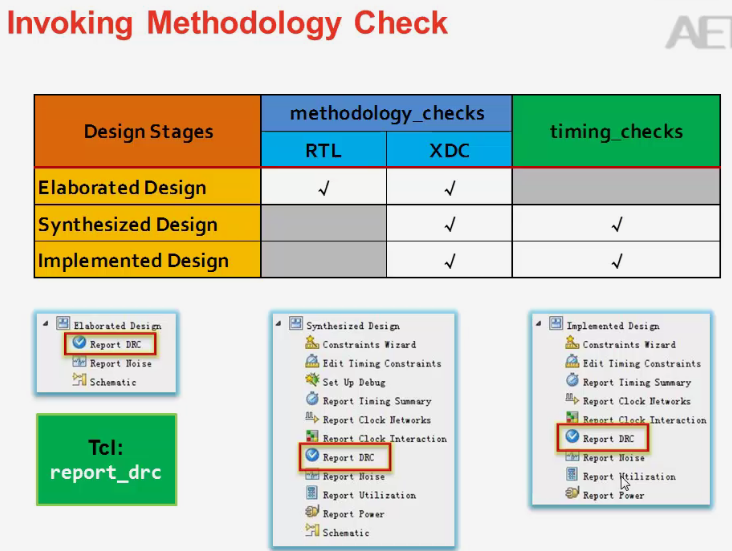 Invoking Methodology Check
Design Stages
methodology_checks
timing_checks
RTL
XDC
Elaborated Design
√
√
Synthesized Design
√
√
Implemented Design
√
√
Elaborated Design
Report DRC
Report Noise
Schematic
Tcl:
report_drc
Synthesized Design
Constraints Wizard
Edit Timing Constraints
Set Up Debug
Report Timing Summary
Report Clock Networks
Report Clock Interaction
Report DRC
Report Noise
Report Utilization
Report Power
Schematic
Implemented Design
Constraints Wizard
Edit Timing Constraints
Report Timing Summary
Report Clock Networks
Report Clock Interaction
Report DRC
Report Noise
Report Utilization
Report Power